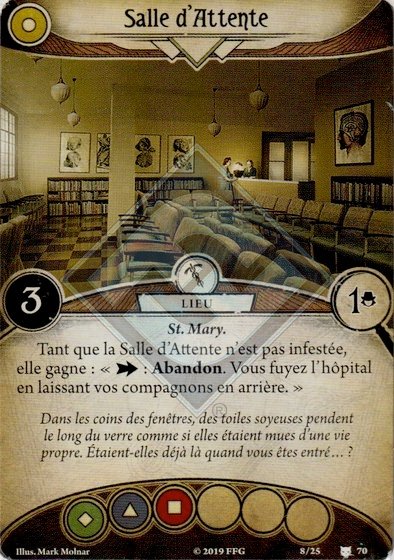 Salle d'Attente
3
LIEU
1
St. Mary.
Tant que la Salle d'Attente n'est pas infestée,
elle gagne : « : Abandon. Vous fuyez l'hôpital
en laissant vos compagnons en arrière. »
®
Dans les coins des fenêtres, des toiles soyeuses pendent
le long du verre comme si elles étaient mues d'une vie
propre. Étaient-elles déjà là quand vous êtes entré… ?
Illus. Mark Molnar © 2019 FFG 8/25 70